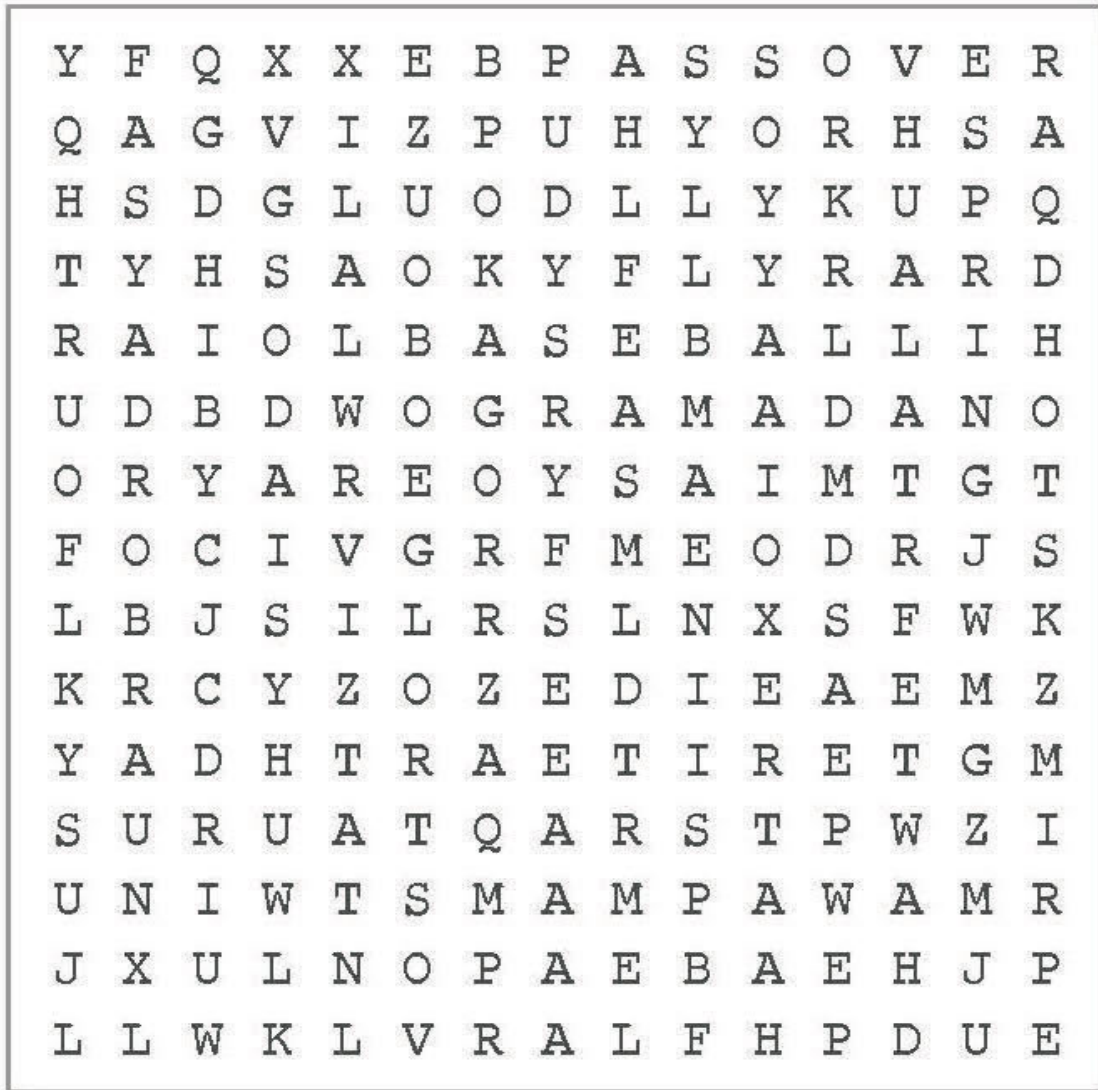 Y F Q X X E B P A S S O V E R
Q A G V I Z P U H Y O R H S A
H S D G L U O D L L Y K U P Q
T Y H S A O K Y F L Y R A R D
R A I O L B A S E B A L L I H
U D B D W O G R A M A D A N O
O R Y A R E O Y S A I M T G T
F O C I V G R F M E O D R J S
L B J S I L R S L N X S F W K
K R C Y Z O Z E D I E A E M Z
Y A D H T R A E T I R E T G M
S U R U A T Q A R S T P W Z I
U N I W T S M A M P A W A M R
J X U L N O P A E B A E H J P
L L W K L V R A L F H P D U E